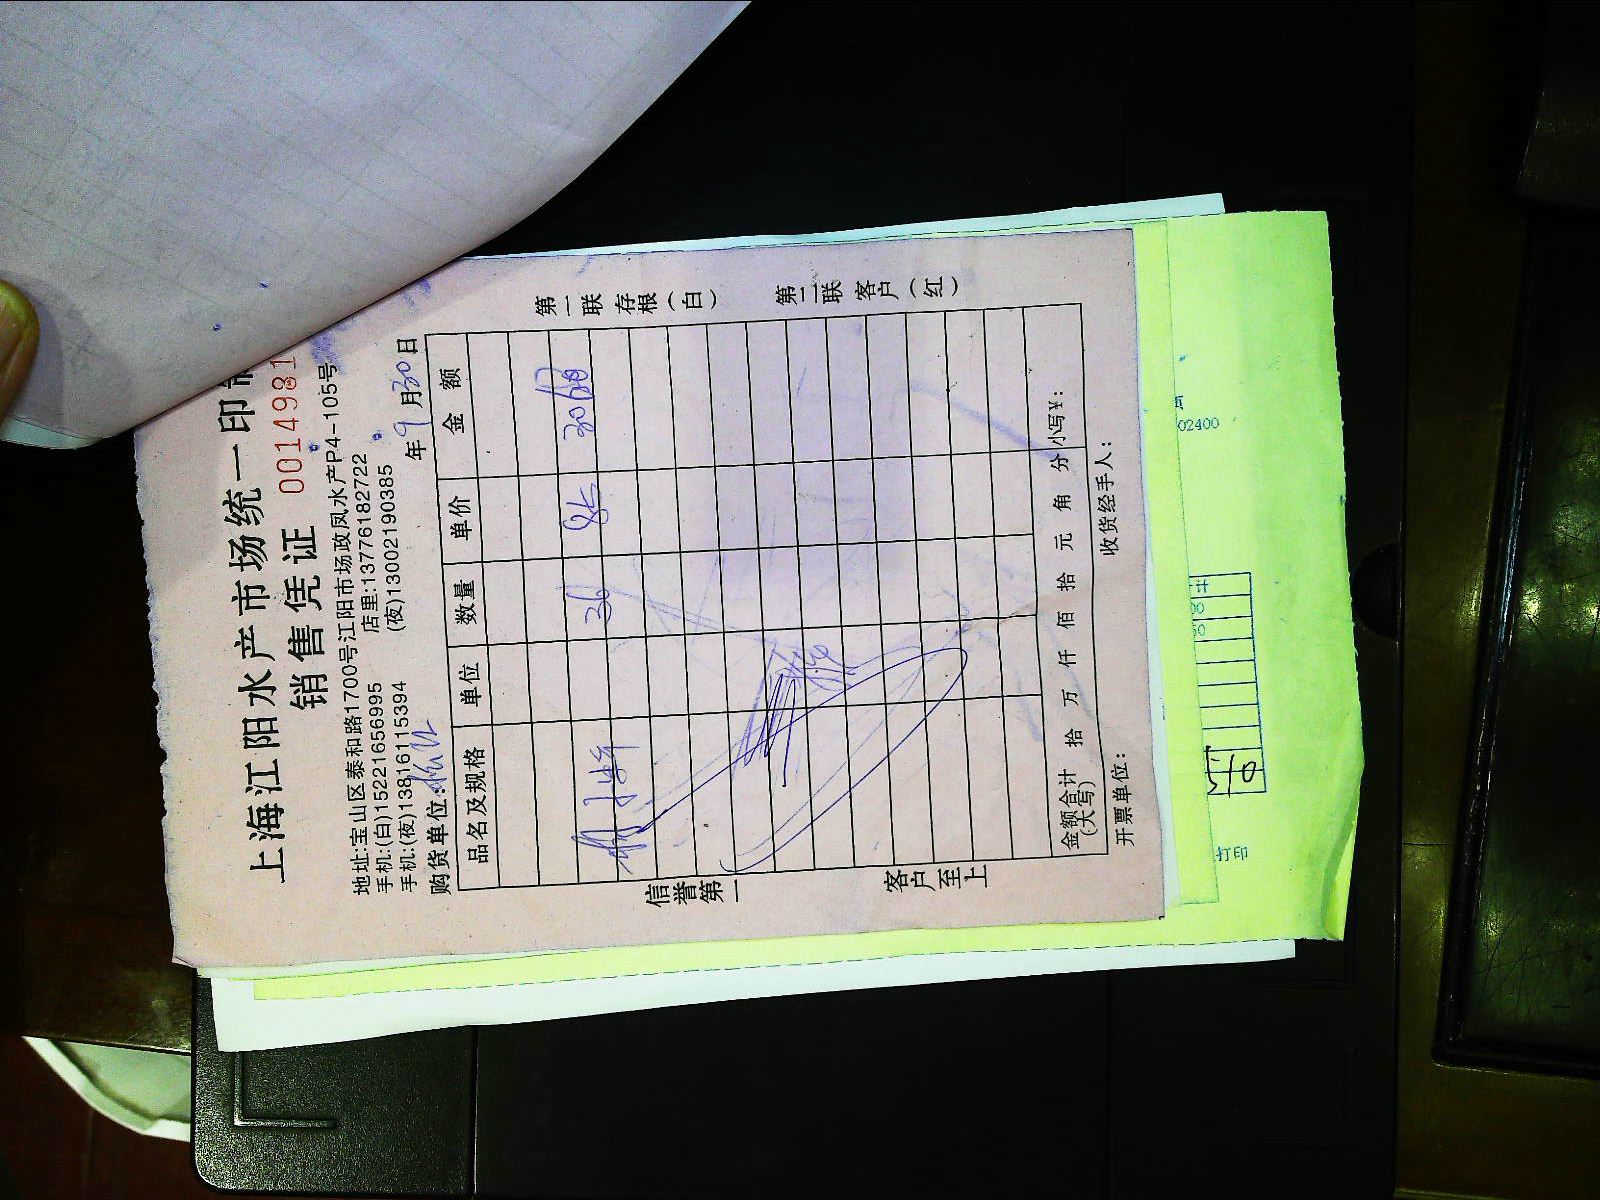 上海江阳水产市场统一印制
销售凭证
0014981
地址:宝山区泰和路1700号江阳市场政凤水产P4-105号
手机:(白)15221656995 店里:13776182722
手机:(夜)13816115394 (夜)13002190385
购货单位: 年9月30日
品名及规格 单位 数量 单价 金额
36 85 3060
金额合计(大写) 拾 万 仟 佰 拾 元 角 分 小写¥:
开票单位: 收货经手人:
信誉第一 客户至上
第一联 存根(白) 第二联 客户(红)
02400
打印